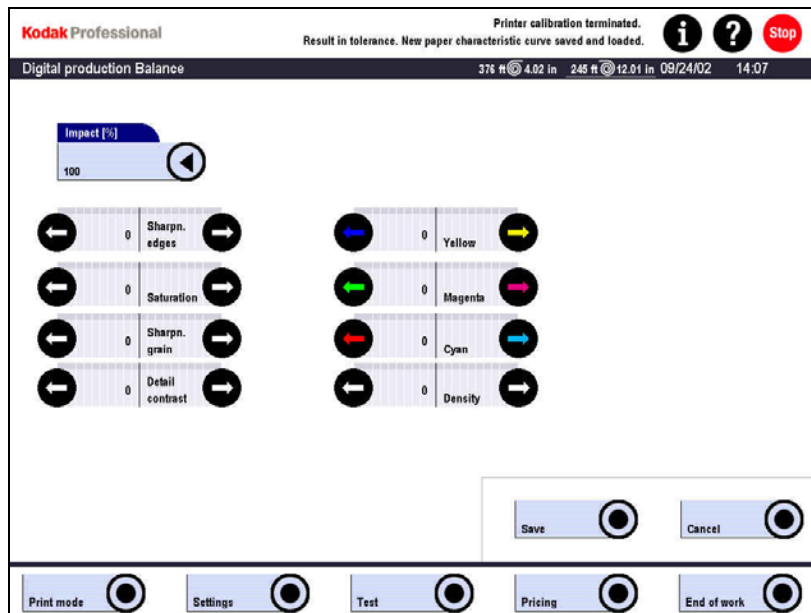 Kodak Professional
Printer calibration terminated.
Result in tolerance. New paper characteristic curve saved and loaded.
i
?
Stop
Digital production Balance
376 ft 4.02 in 245 ft 12.01 in 09/24/02 14:07
Impact [%]
100
0 Sharpn. edges
0 Yellow
0 Saturation
0 Magenta
0 Sharpn. grain
0 Cyan
0 Detail contrast
0 Density
Save
Cancel
Print mode
Settings
Test
Pricing
End of work